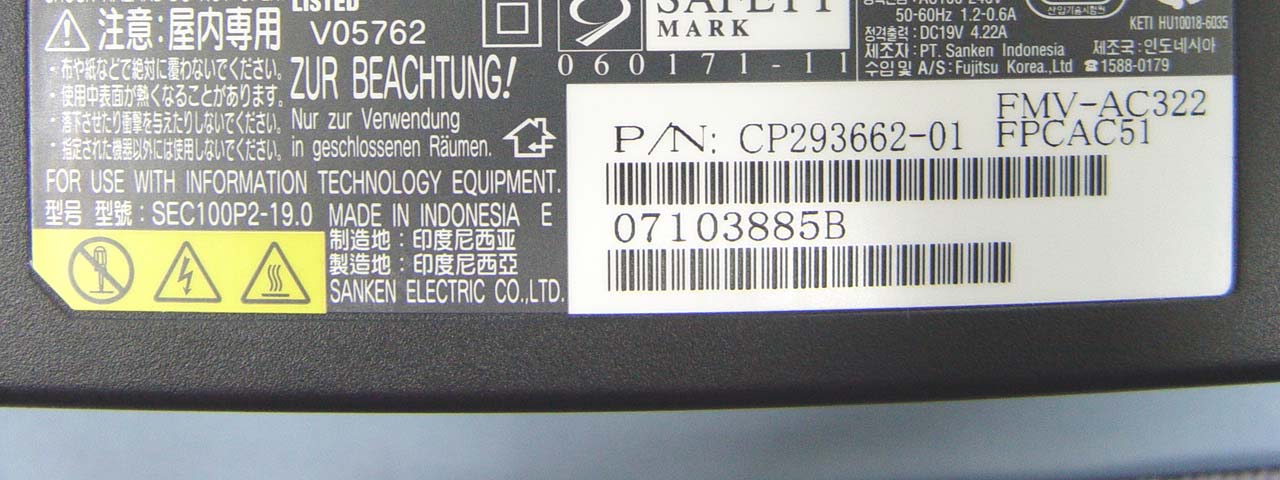 LISTED
注意:屋内専用
V05762
・布や紙などで絶対に覆わないでください。
・使用中表面が熱くなることがあります。
・落下させたり衝撃を与えたりしないでください。
・指定された機器以外には使用しないでください。
ZUR BEACHTUNG!
Nur zur Verwendung
in geschlossenen Räumen.
FOR USE WITH INFORMATION TECHNOLOGY EQUIPMENT.
型号 型號：SEC100P2-19.0
MADE IN INDONESIA E
制造地：印度尼西亚
製造地：印度尼西亞
SANKEN ELECTRIC CO.,LTD.
SAFETY
MARK
060171-11
50-60Hz 1.2-0.6A
정격출력:DC19V 4.22A
제조자:PT. Sanken Indonesia 제조국:인도네시아
수입 및 A/S:Fujitsu Korea.,Ltd ☎1588-0179
산업기술시험원
KETI HU10018-6035
FMV-AC322
P/N: CP293662-01 FPCAC51
07103885B